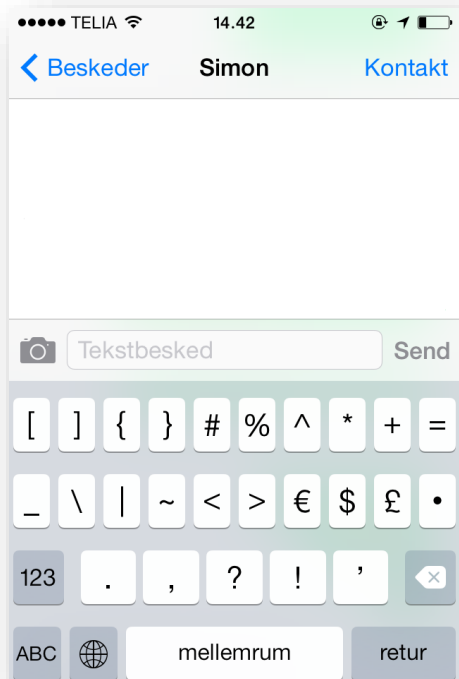 TELIA 14.42
Beskeder Simon Kontakt
Tekstbesked Send
[ ] { } # % ^ * + =
_ \ | ~ < > € $ £ •
123 . , ? ! ’
ABC mellemrum retur